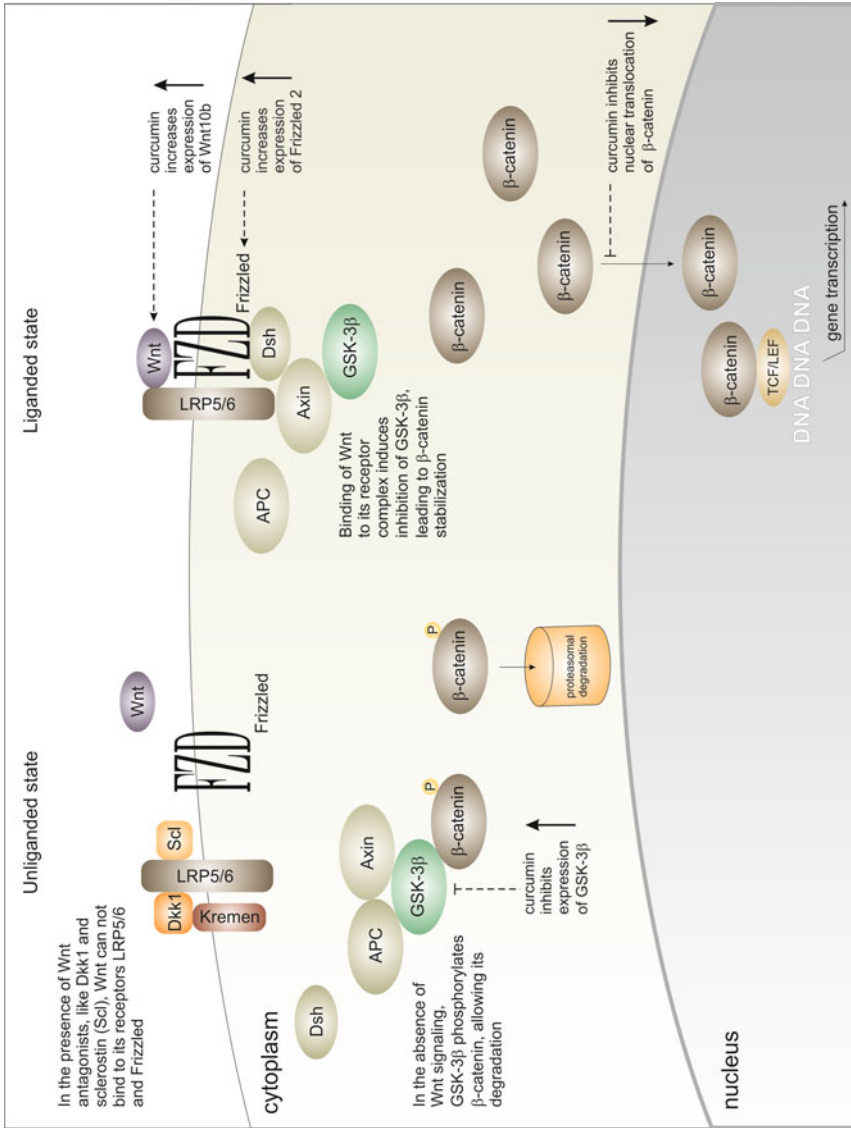 Unliganded state
Liganded state
In the presence of Wnt
antagonists, like Dkk1 and
sclerostin (Scl), Wnt can not
bind to its receptors LRP5/6
and Frizzled
Dkk1
Scl
LRP5/6
Kremen
Wnt
FZD
Frizzled
Wnt
FZD
Frizzled
LRP5/6
curcumin
increases
expression
of Wnt10b
curcumin
increases
expression
of Frizzled 2
cytoplasm
Dsh
APC
Axin
GSK-3β
β-catenin
P
In the absence of
Wnt signaling,
GSK-3β phosphorylates
β-catenin, allowing its
degradation
curcumin
inhibits
expression
of GSK-3β
P
β-catenin
proteasomal
degradation
APC
Axin
Dsh
GSK-3β
Binding of Wnt
to its receptor
complex induces
inhibition of GSK-3β,
leading to β-catenin
stabilization
β-catenin
β-catenin
β-catenin
curcumin inhibits
nuclear translocation
of β-catenin
nucleus
β-catenin
β-catenin
TCF/LEF
DNA DNA DNA
gene transcription